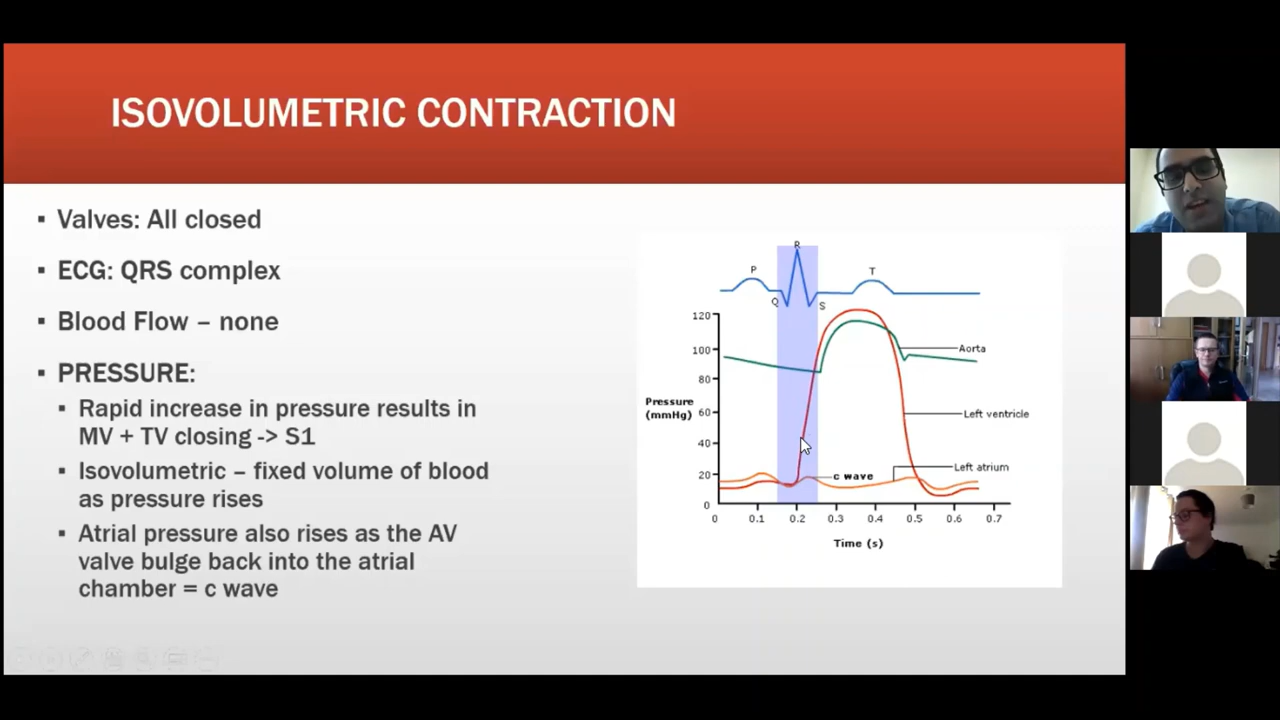 ISOVOLUMETRIC CONTRACTION
▪ Valves: All closed
▪ ECG: QRS complex
▪ Blood Flow – none
▪ PRESSURE:
▪ Rapid increase in pressure results in
MV + TV closing -> S1
▪ Isovolumetric – fixed volume of blood
as pressure rises
▪ Atrial pressure also rises as the AV
valve bulge back into the atrial
chamber = c wave
R
P
T
Q
S
120
100
80
60
40
20
0
Pressure
(mmHg)
Aorta
Left ventricle
Left atrium
c wave
0 0.1 0.2 0.3 0.4 0.5 0.6 0.7
Time (s)